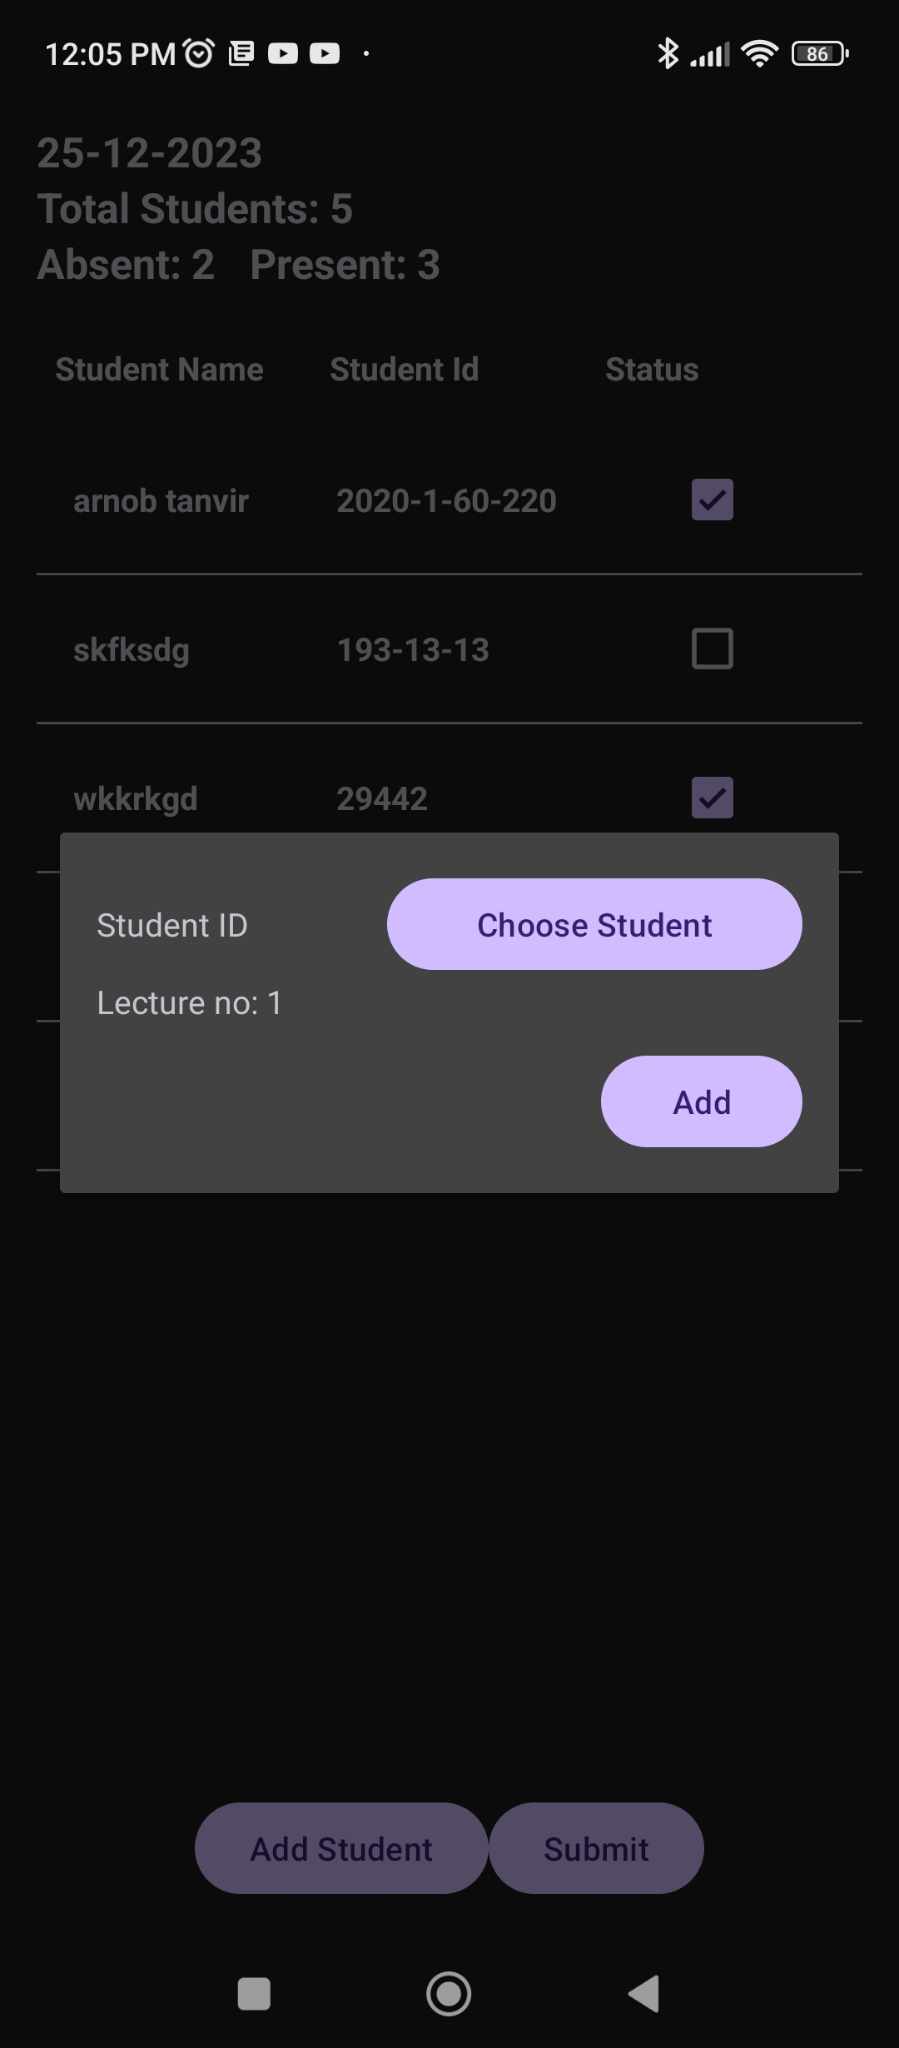 12:05 PM
86
25-12-2023
Total Students: 5
Absent: 2 Present: 3
Student Name Student Id Status
arnob tanvir 2020-1-60-220
skfksdg 193-13-13
wkkrkgd 29442
Student ID Choose Student
Lecture no: 1
Add
Add Student Submit